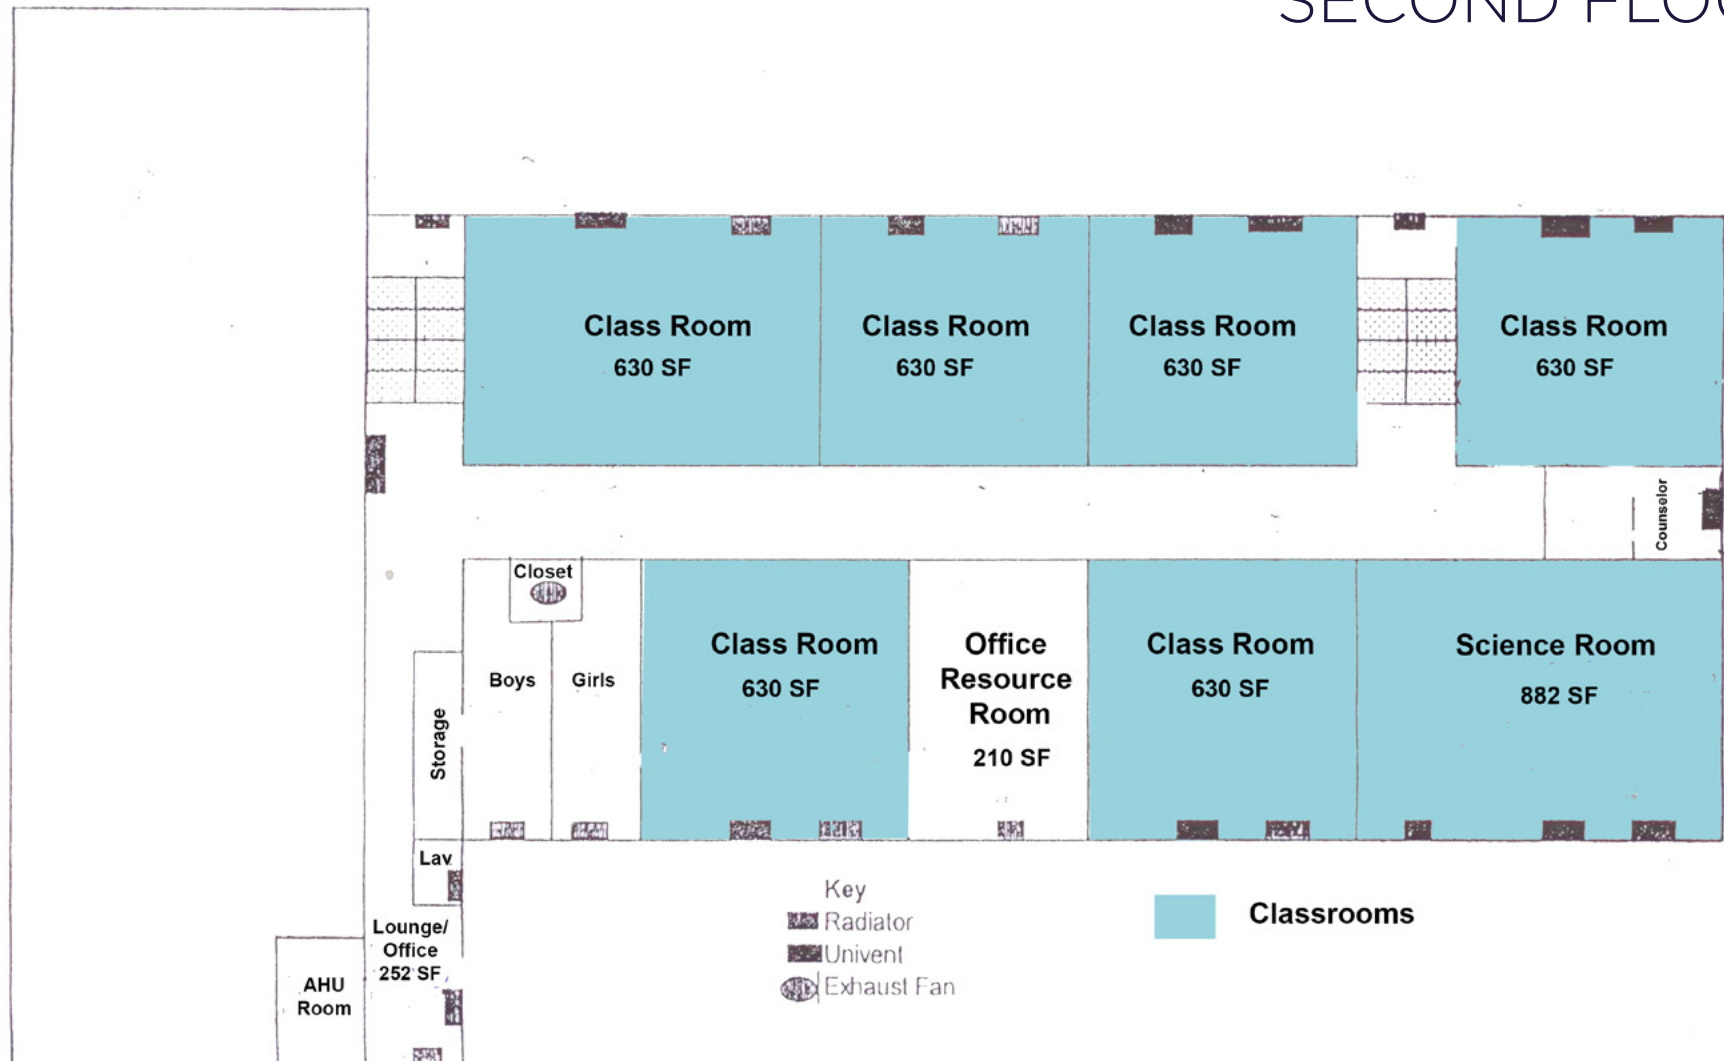 SECOND FLOO
Class Room
630 SF
Class Room
630 SF
Class Room
630 SF
Class Room
630 SF
Counselor
Closet
Boys
Girls
Storage
Class Room
630 SF
Office
Resource
Room
210 SF
Class Room
630 SF
Science Room
882 SF
Lav
Lounge/
Office
252 SF
AHU
Room
Key
Radiator
Univent
Exhaust Fan
Classrooms